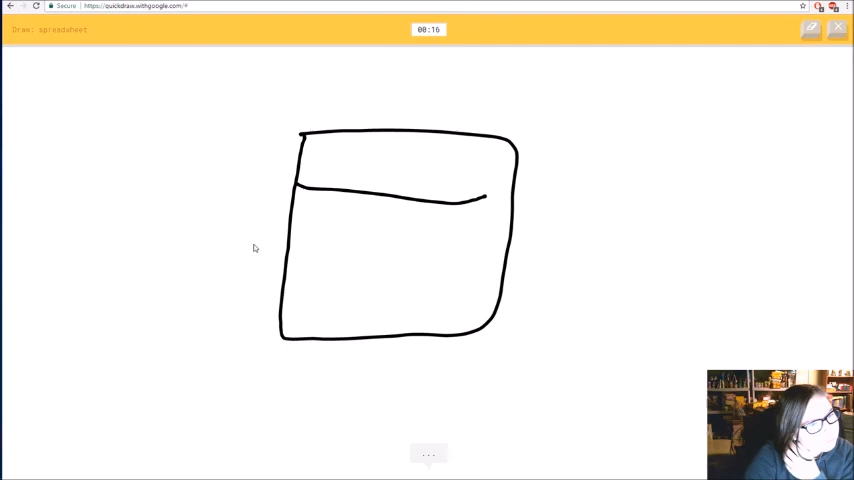 Secure
https://quickdraw.withgoogle.com/#
Draw: spreadsheet
00:16
...